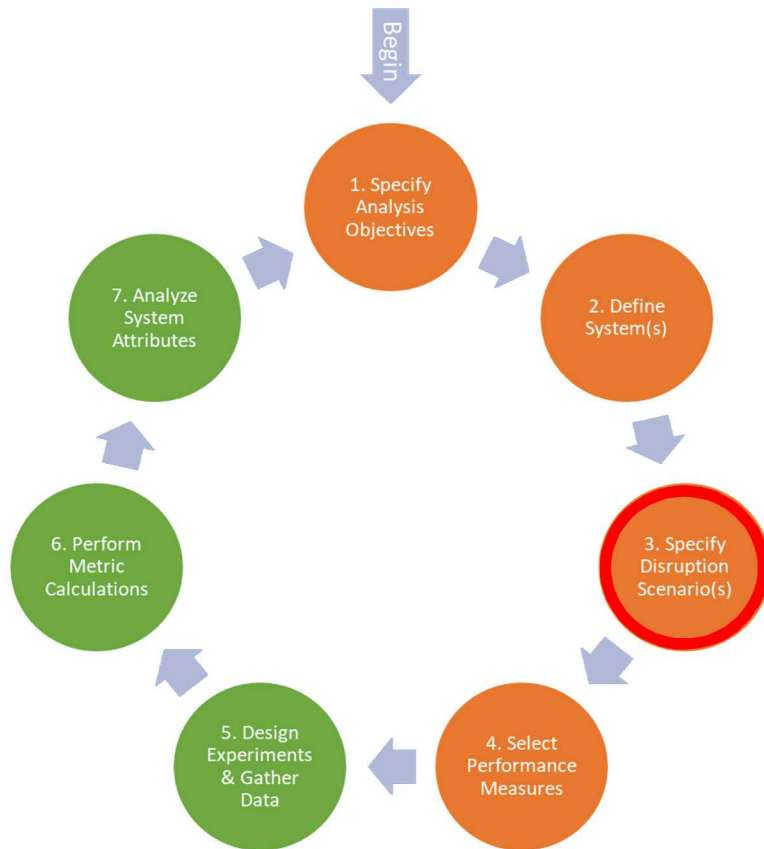 Begin
1. Specify
Analysis
Objectives
2. Define
System(s)
3. Specify
Disruption
Scenario(s)
4. Select
Performance
Measures
5. Design
Experiments
& Gather
Data
6. Perform
Metric
Calculations
7. Analyze
System
Attributes